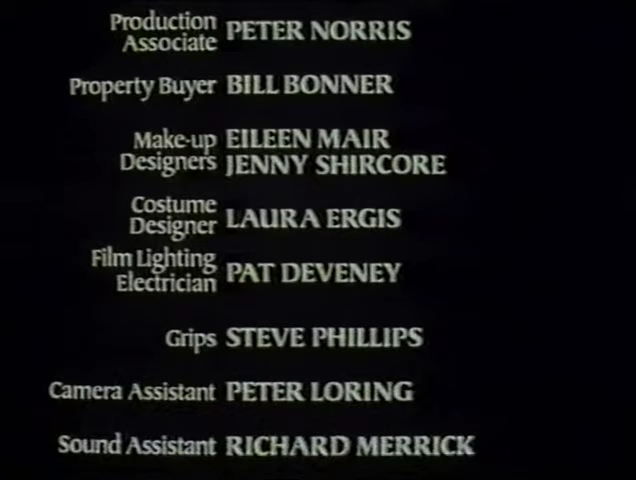 Production
Associate PETER NORRIS
Property Buyer BILL BONNER
Make-up EILEEN MAIR
Designers JENNY SHIRCORE
Costume
Designer LAURA ERGIS
Film Lighting
Electrician PAT DEVENEY
Grips STEVE PHILLIPS
Camera Assistant PETER LORING
Sound Assistant RICHARD MERRICK